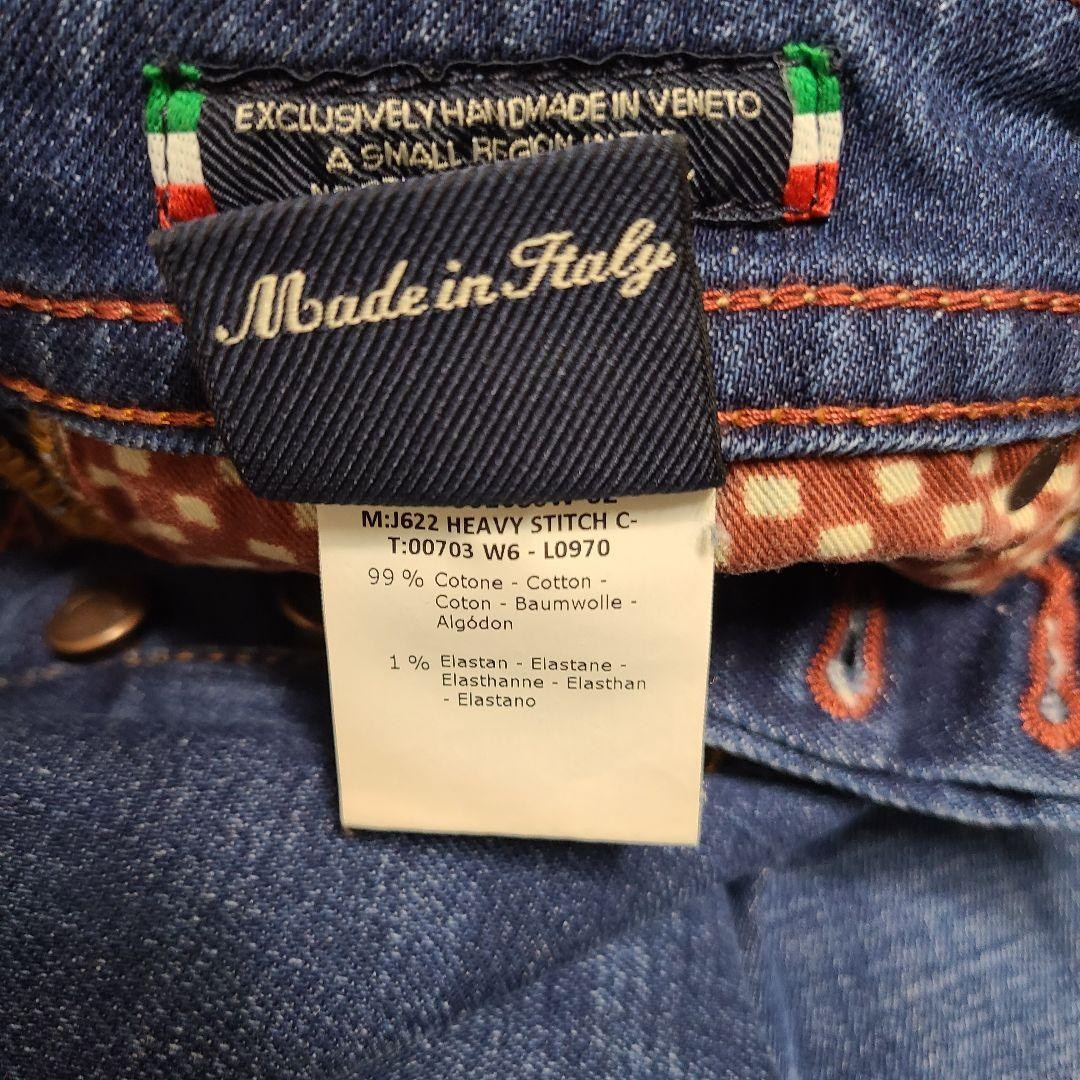 EXCLUSIVELY HANDMADE IN VENETO
A SMALL REGION
Made in Italy
M:J622 HEAVY STITCH C-
T:00703 W6 - L0970
99 % Cotone - Cotton -
Coton - Baumwolle -
Algódon
1 % Elastan - Elastane -
Elasthanne - Elasthan
- Elastano